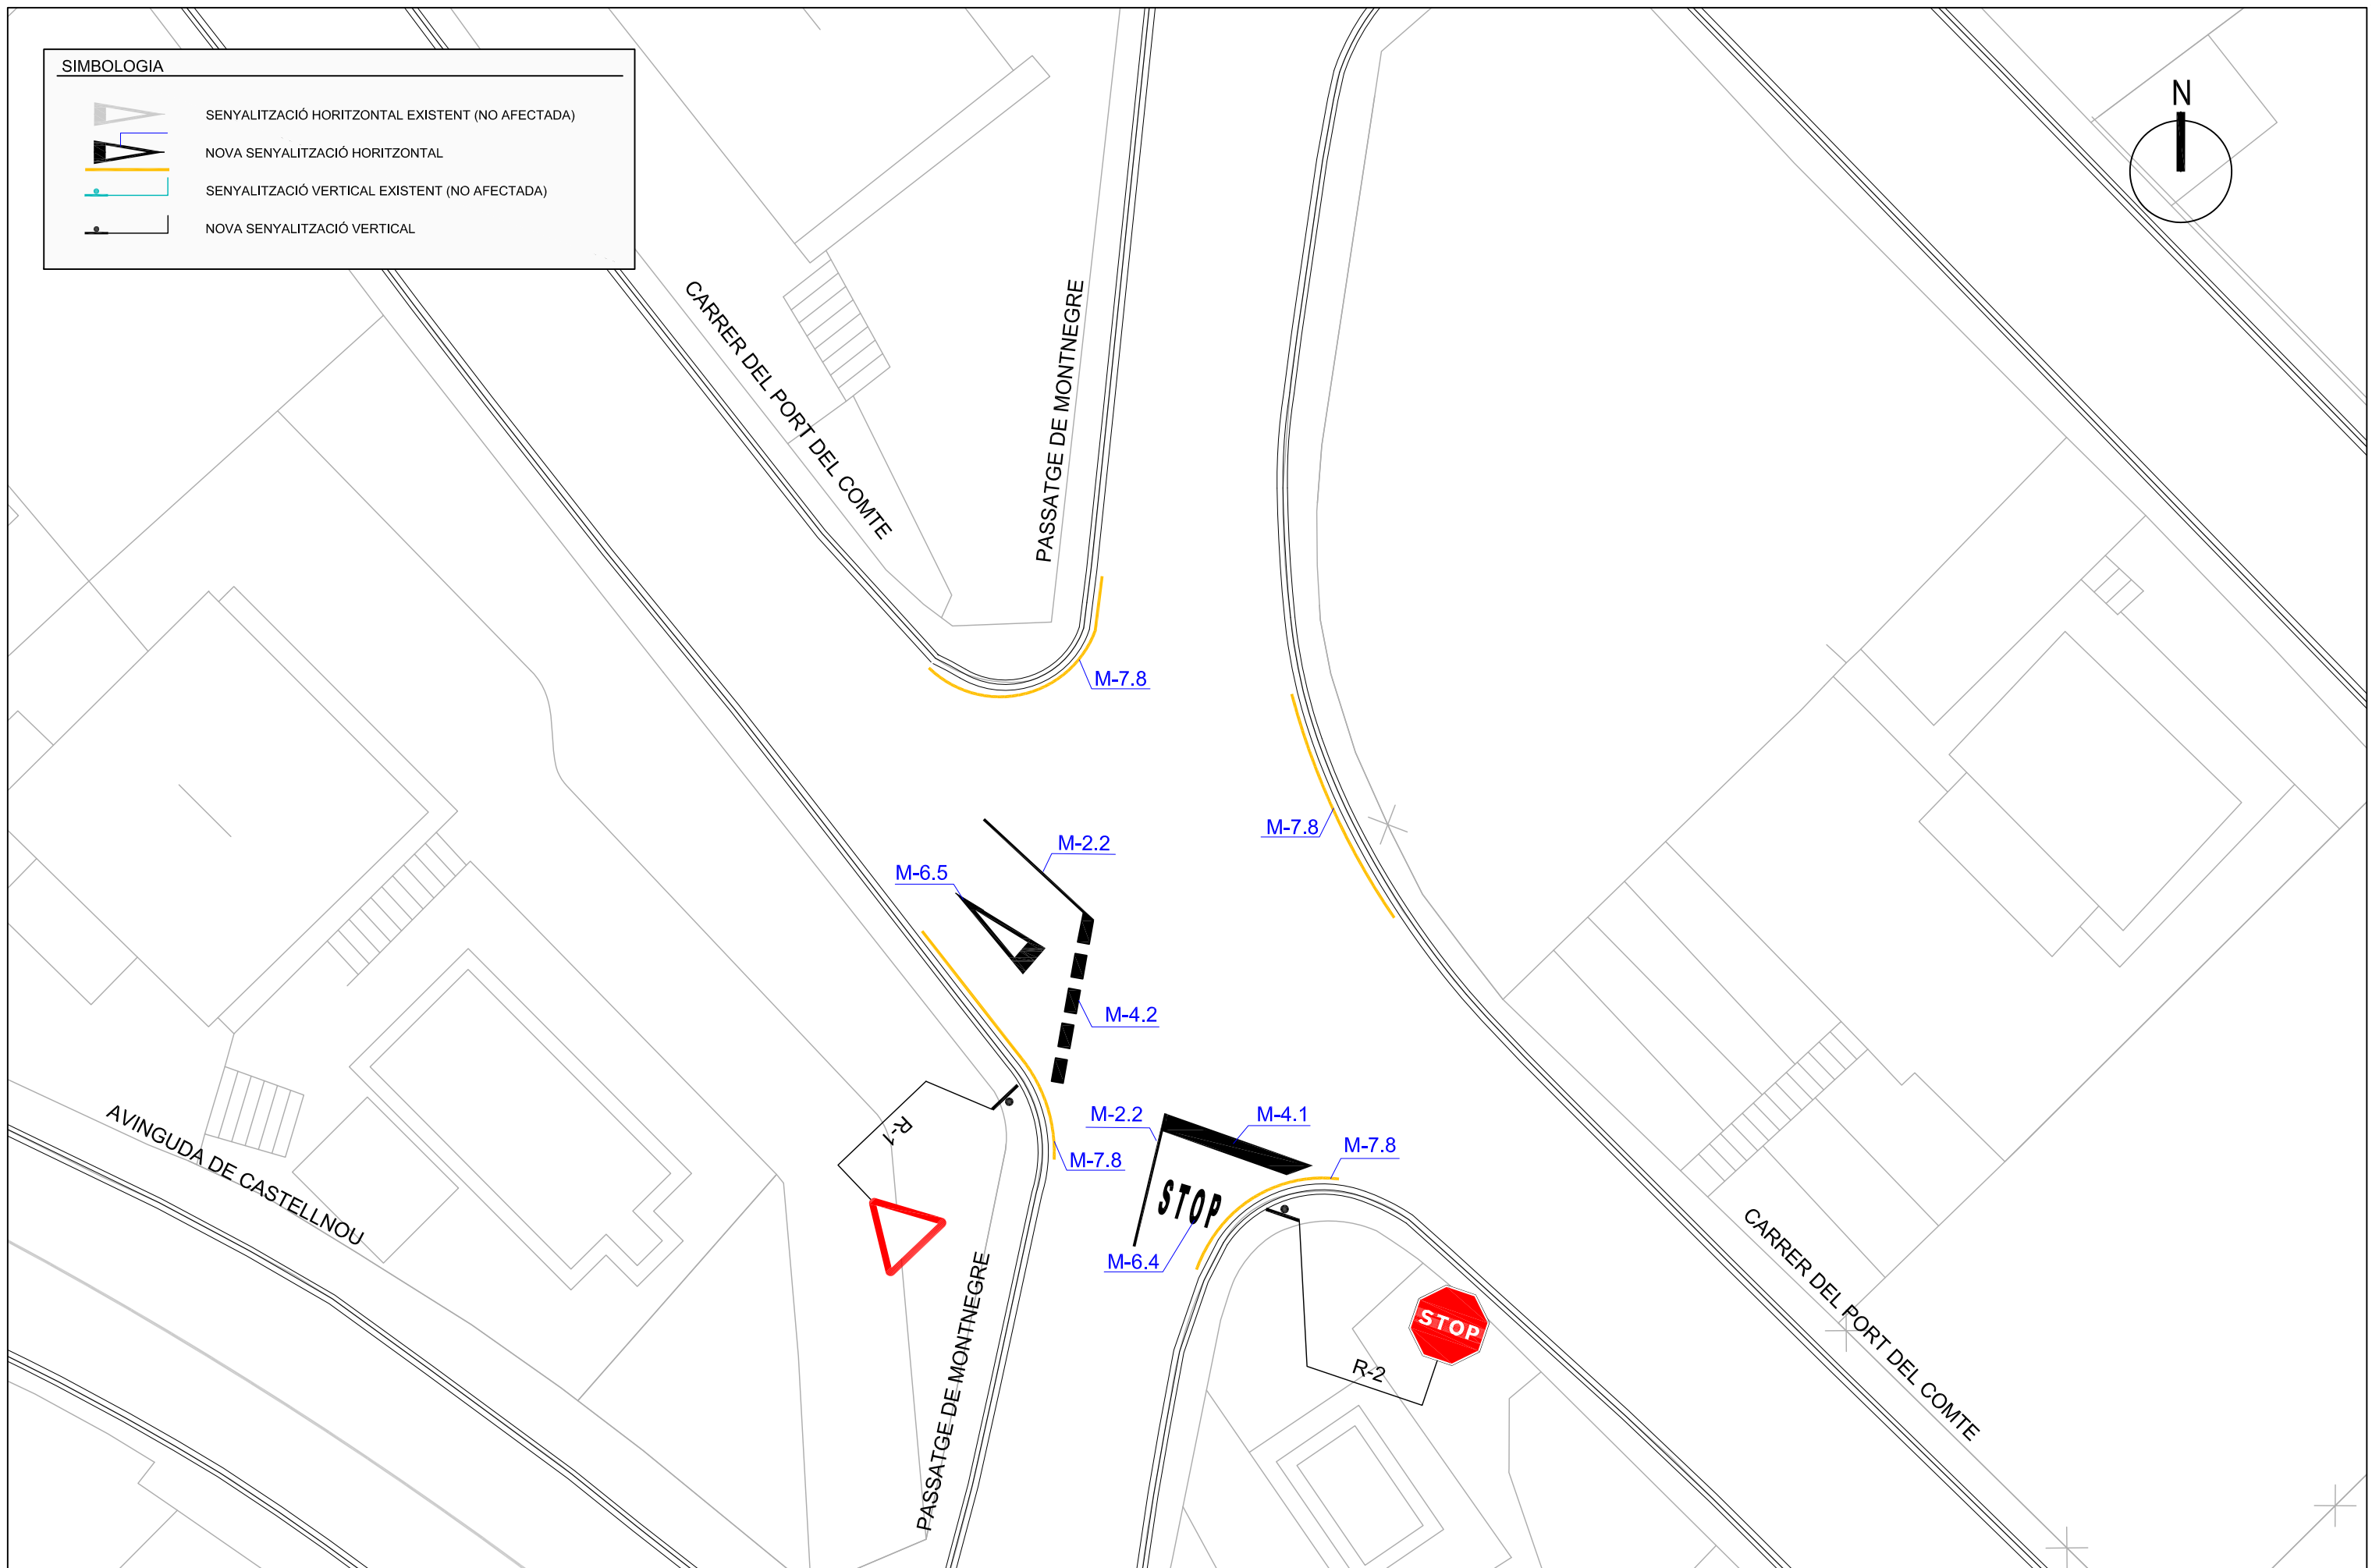 SIMBOLOGIA
SENYALITZACIÓ HORITZONTAL EXISTENT (NO AFECTADA)
NOVA SENYALITZACIÓ HORITZONTAL
SENYALITZACIÓ VERTICAL EXISTENT (NO AFECTADA)
NOVA SENYALITZACIÓ VERTICAL
N
CARRER DEL PORT DEL COMTE
PASSATGE DE MONTNEGRE
M-7.8
M-7.8
M-2.2
M-6.5
M-4.2
M-2.2
M-4.1
M-7.8
M-7.8
R-1
AVINGUDA DE CASTELLNOU
STOP
M-6.4
PASSATGE DE MONTNEGRE
STOP
R-2
CARRER DEL PORT DEL COMTE